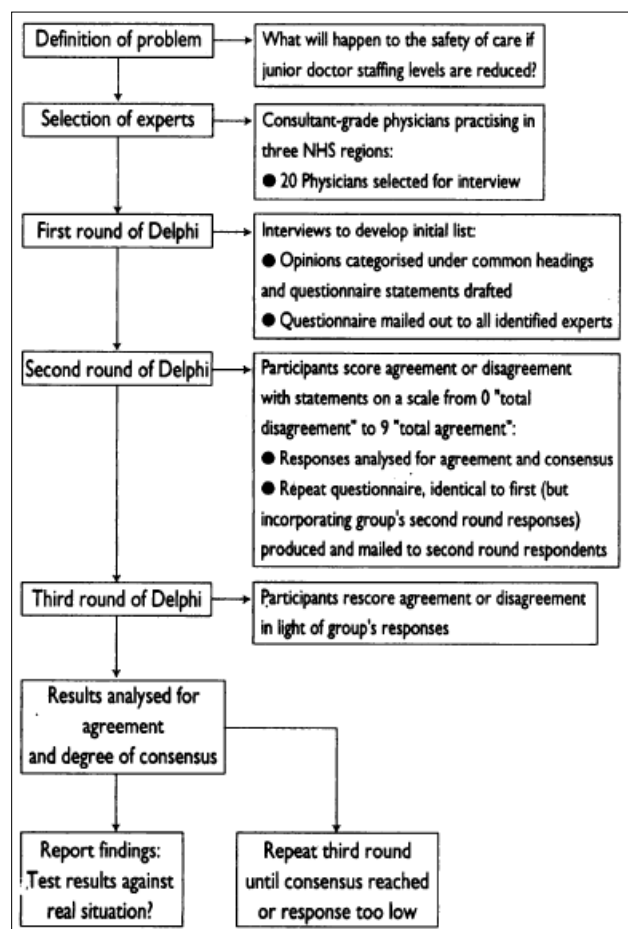 Definition of problem
What will happen to the safety of care if
junior doctor staffing levels are reduced?
Selection of experts
Consultant-grade physicians practising in
three NHS regions:
● 20 Physicians selected for interview
First round of Delphi
Interviews to develop initial list:
● Opinions categorised under common headings
and questionnaire statements drafted
● Questionnaire mailed out to all identified experts
Second round of Delphi
Participants score agreement or disagreement
with statements on a scale from 0 "total
disagreement" to 9 "total agreement":
● Responses analysed for agreement and consensus
● Repeat questionnaire, identical to first (but
incorporating group's second round responses)
produced and mailed to second round respondents
Third round of Delphi
Participants rescore agreement or disagreement
in light of group's responses
Results analysed for
agreement
and degree of consensus
Report findings:
Test results against
real situation?
Repeat third round
until consensus reached
or response too low